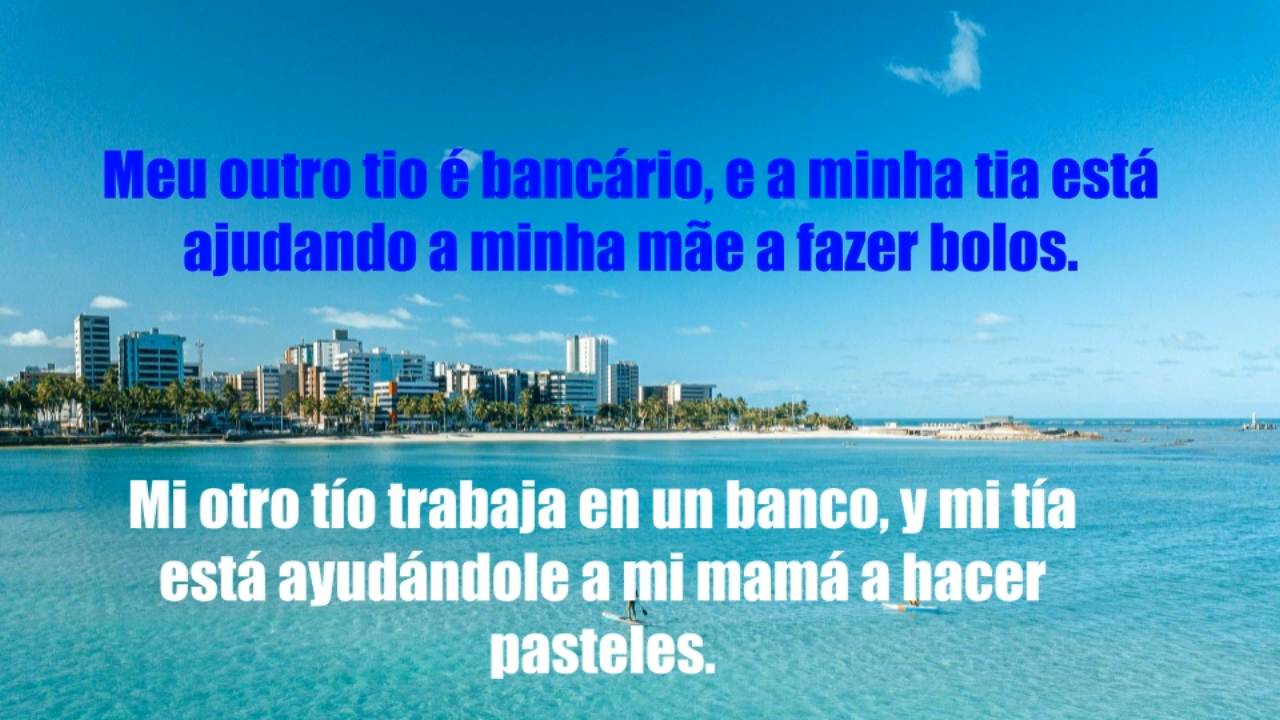 Meu outro tio é bancário, e a minha tia está
ajudando a minha mãe a fazer bolos.
Mi otro tío trabaja en un banco, y mi tía
está ayudándole a mi mamá a hacer
pasteles.